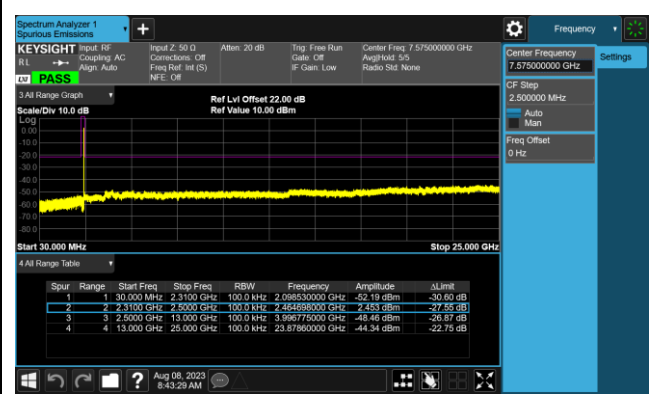 Spectrum Analyzer 1
Spurious Emissions
Frequency
KEYSIGHT
RL
LXI
PASS
Input: RF
Coupling: AC
Align: Auto
Input Z: 50 Ω
Corrections: Off
Freq Ref: Int (S)
NFE: Off
Atten: 20 dB
Trig: Free Run
Gate: Off
IF Gain: Low
Center Freq: 7.575000000 GHz
Avg|Hold: 5/5
Radio Std: None
Center Frequency
7.575000000 GHz
Settings
CF Step
2.500000 MHz
Auto
Man
Freq Offset
0 Hz
3 All Range Graph
Scale/Div 10.0 dB
Ref Lvl Offset 22.00 dB
Ref Value 10.00 dBm
Log
0.00
-10.0
-20.0
-30.0
-40.0
-50.0
-60.0
-70.0
-80.0
Start 30.000 MHz
Stop 25.000 GHz
4 All Range Table
Spur Range Start Freq Stop Freq RBW Frequency Amplitude ΔLimit
1 1 30.000 MHz 2.3100 GHz 100.0 kHz 2.098530000 GHz -52.19 dBm -30.60 dB
2 2 2.3100 GHz 2.5000 GHz 100.0 kHz 2.464698000 GHz 2.453 dBm -27.55 dB
3 3 2.5000 GHz 13.000 GHz 100.0 kHz 3.996775000 GHz -48.46 dBm -26.87 dB
4 4 13.000 GHz 25.000 GHz 100.0 kHz 23.87860000 GHz -44.34 dBm -22.75 dB
?
Aug 08, 2023
8:43:29 AM